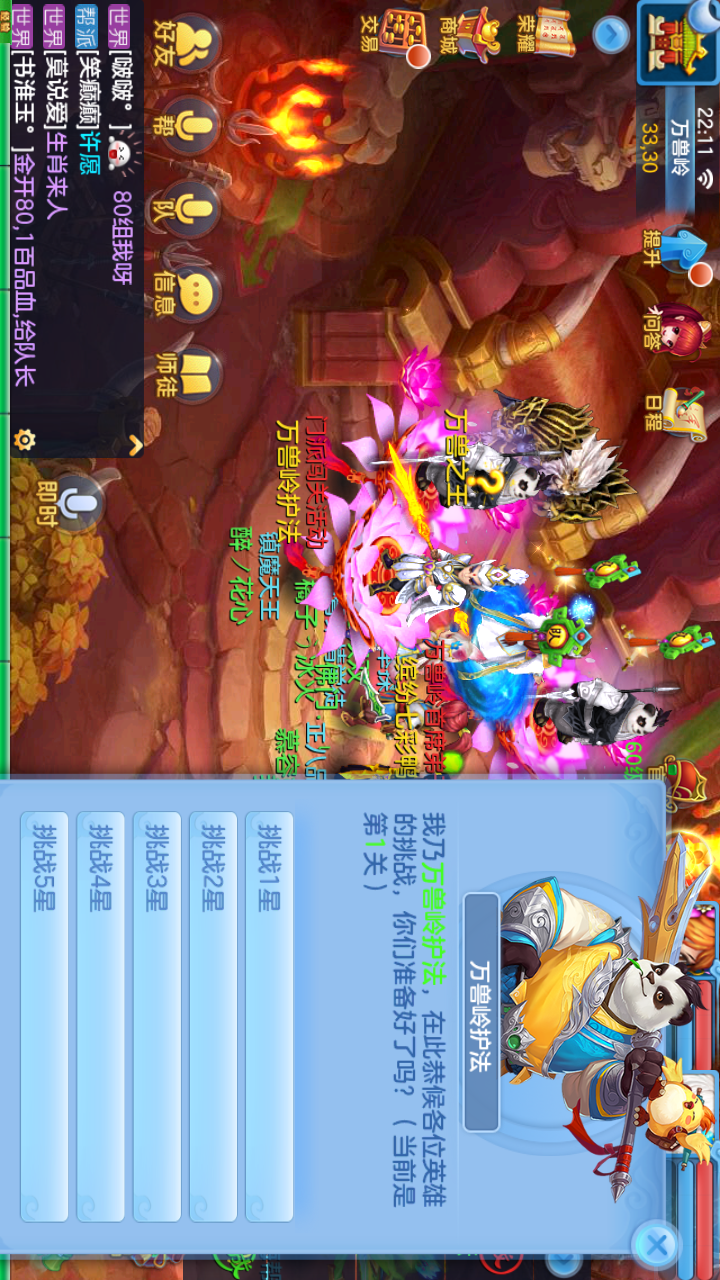 22:11
万兽岭
33,30
提升
问答
日程
荣耀
商城
交易
好友
帮
队
信息
师徒
世界[啵啵°] 80组我呀
帮派[笑癫癫]许愿
世界[莫说爱]生肖来人
世界[书淮玉°]金开80,1百品血,给队长
即时
万兽之王
门派闯关活动
万兽岭护法
镇魔天王
醉ノ花心
缤纷七彩鸭
万兽岭护法
我乃万兽岭护法，在此恭候各位英雄
的挑战，你们准备好了吗？（当前是
第1关）
挑战1星
挑战2星
挑战3星
挑战4星
挑战5星